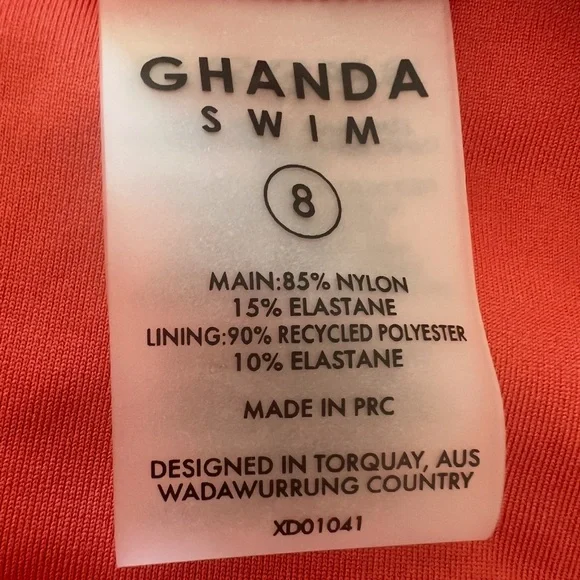 GHANDA
SWIM
8
MAIN:85% NYLON
15% ELASTANE
LINING:90% RECYCLED POLYESTER
10% ELASTANE
MADE IN PRC
DESIGNED IN TORQUAY, AUS
WADAWURRUNG COUNTRY
XD01041